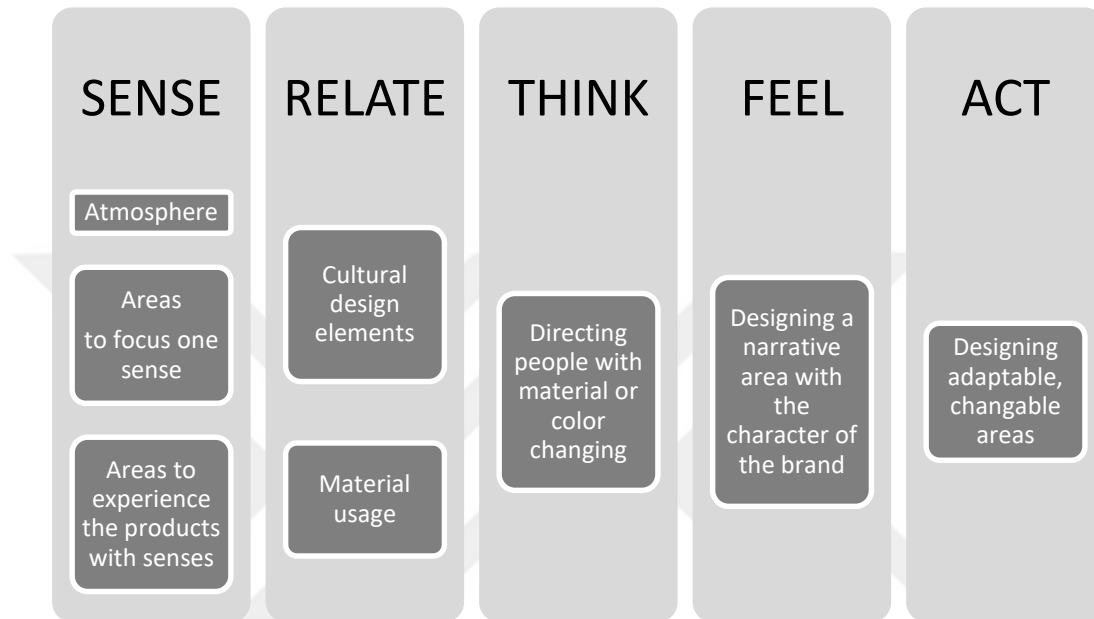 SENSE
Atmosphere
Areas
to focus one
sense
Areas to
experience
the products
with senses
RELATE
Cultural
design
elements
Material
usage
THINK
Directing
people with
material or
color
changing
FEEL
Designing a
narrative
area with
the
character of
the brand
ACT
Designing
adaptable,
changable
areas